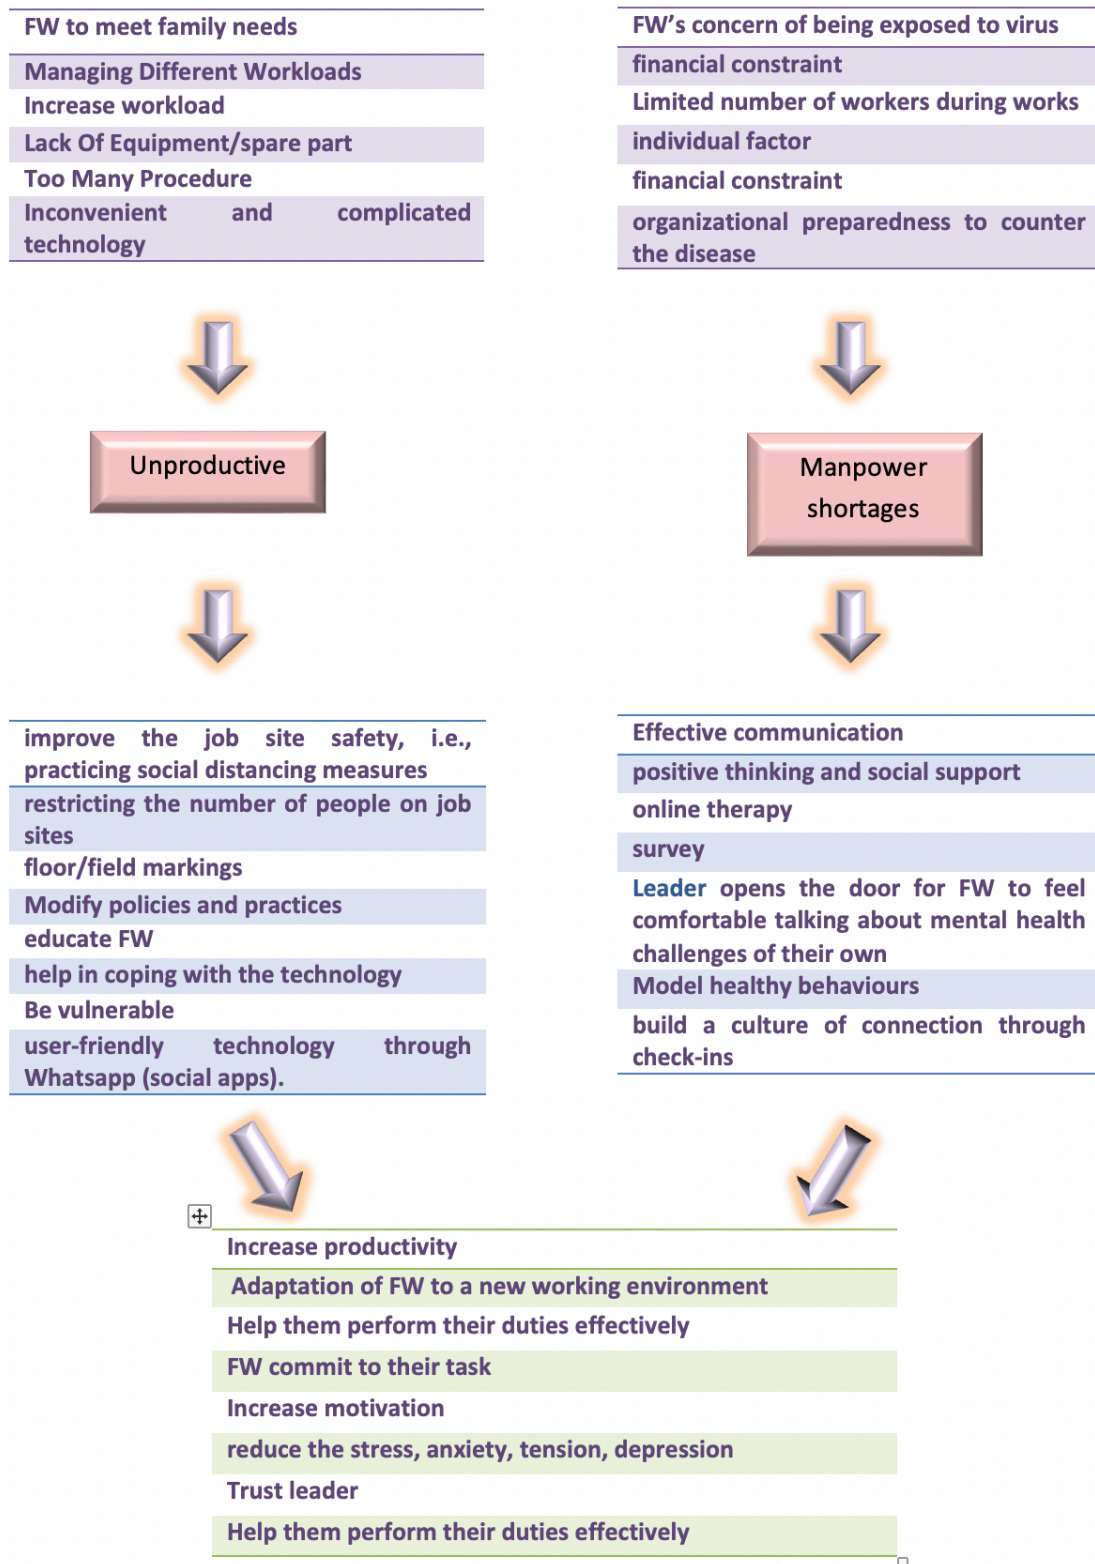 FW to meet family needs
Managing Different Workloads
Increase workload
Lack Of Equipment/spare part
Too Many Procedure
Inconvenient and complicated
technology
FW's concern of being exposed to virus
financial constraint
Limited number of workers during works
individual factor
financial constraint
organizational preparedness to counter
the disease
Unproductive
Manpower
shortages
improve the job site safety, i.e.,
practicing social distancing measures
restricting the number of people on job
sites
floor/field markings
Modify policies and practices
educate FW
help in coping with the technology
Be vulnerable
user-friendly technology through
Whatsapp (social apps).
Effective communication
positive thinking and social support
online therapy
survey
Leader opens the door for FW to feel
comfortable talking about mental health
challenges of their own
Model healthy behaviours
build a culture of connection through
check-ins
Increase productivity
Adaptation of FW to a new working environment
Help them perform their duties effectively
FW commit to their task
Increase motivation
reduce the stress, anxiety, tension, depression
Trust leader
Help them perform their duties effectively